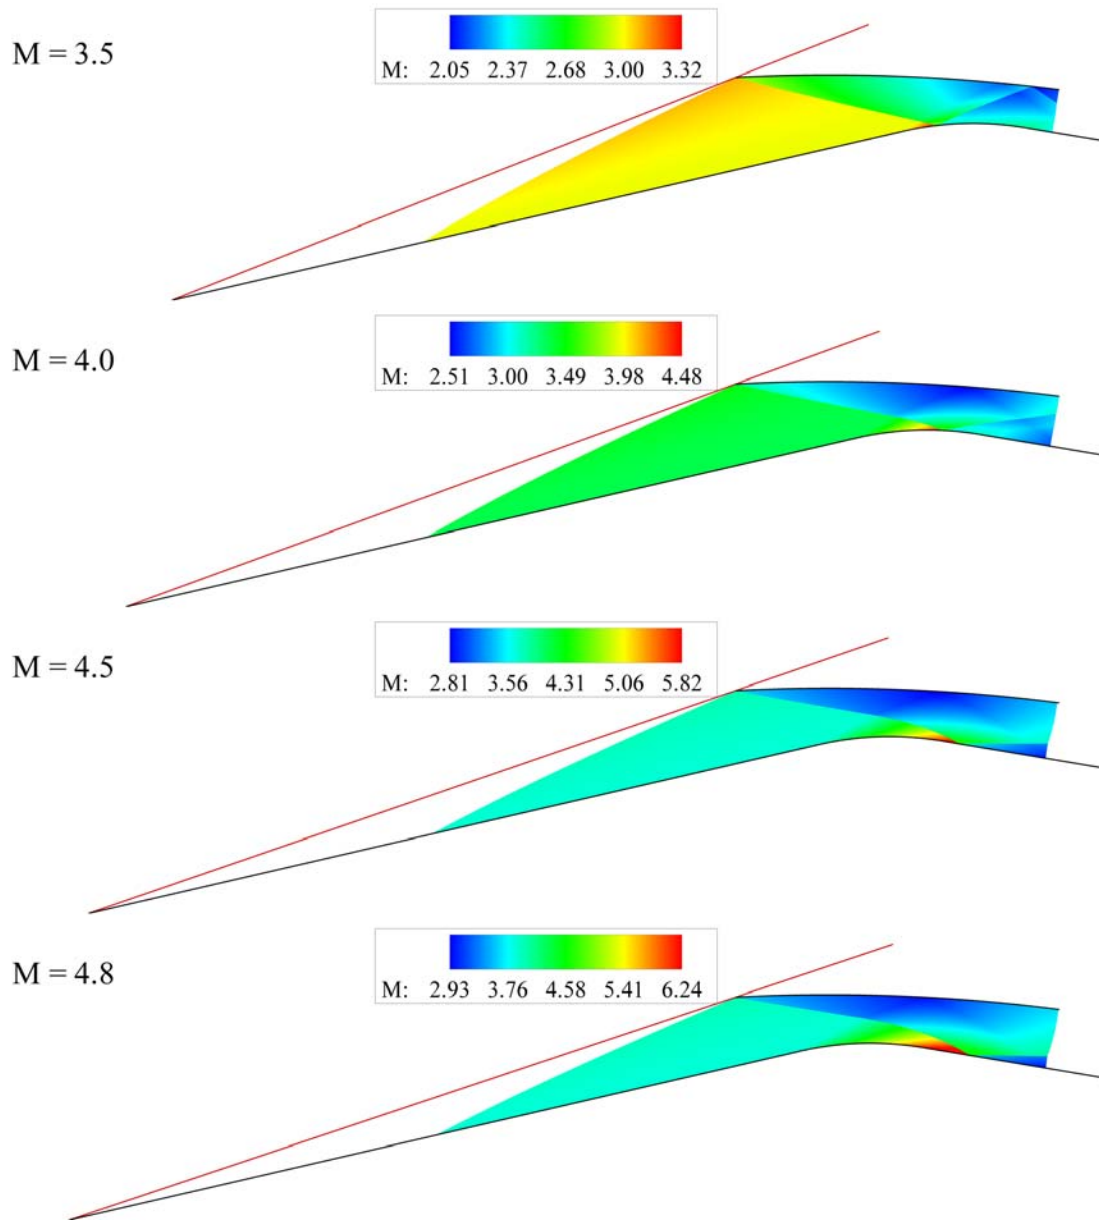 M = 3.5
M: 2.05 2.37 2.68 3.00 3.32
M = 4.0
M: 2.51 3.00 3.49 3.98 4.48
M = 4.5
M: 2.81 3.56 4.31 5.06 5.82
M = 4.8
M: 2.93 3.76 4.58 5.41 6.24